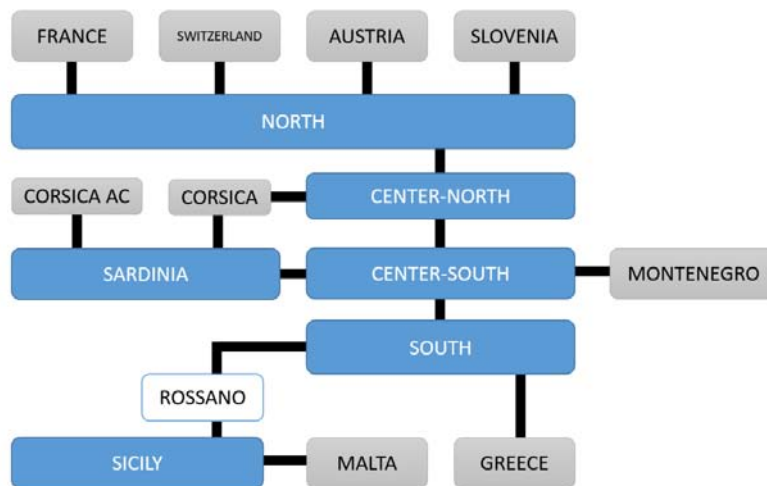 FRANCE
SWITZERLAND
AUSTRIA
SLOVENIA
NORTH
CORSICA AC
CORSICA
CENTER-NORTH
SARDINIA
CENTER-SOUTH
MONTENEGRO
SOUTH
ROSSANO
SICILY
MALTA
GREECE